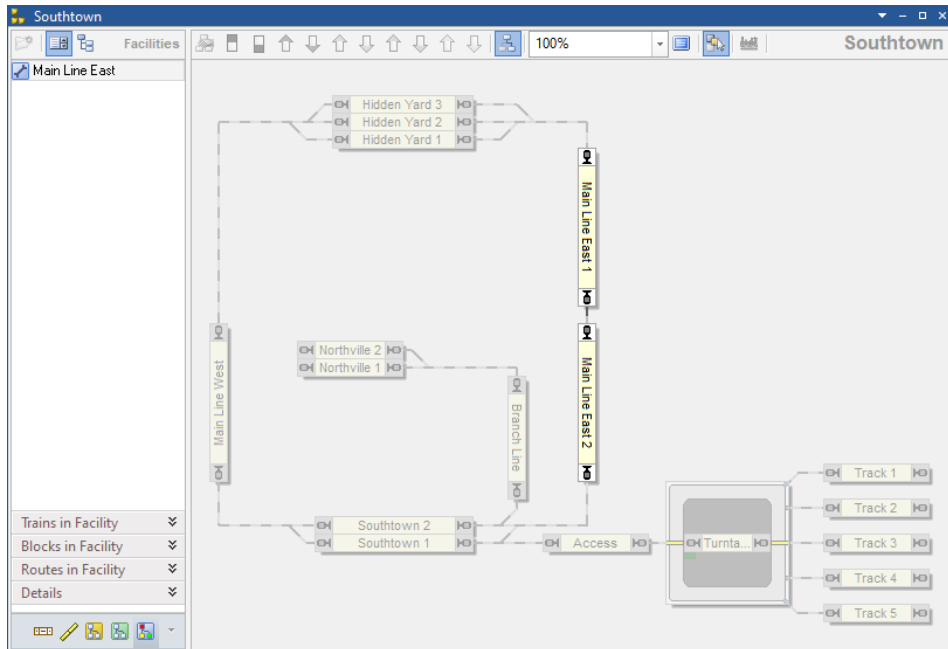 Southtown
Facilities
100%
Southtown
Main Line East
Hidden Yard 3
Hidden Yard 2
Hidden Yard 1
Main Line East 1
Main Line West
Northville 2
Northville 1
Branch Line
Main Line East 2
Southtown 2
Southtown 1
Access
Turnta...
Track 1
Track 2
Track 3
Track 4
Track 5
Trains in Facility
Blocks in Facility
Routes in Facility
Details